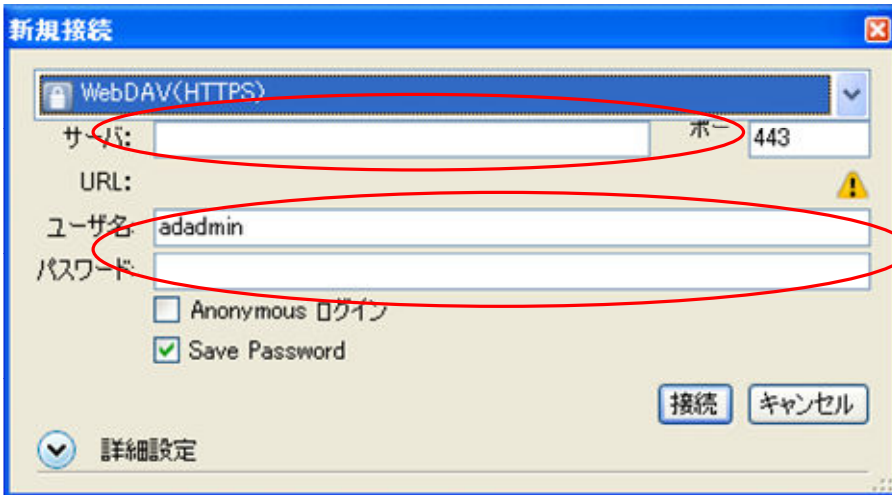 新規接続
WebDAV(HTTPS)
サーバ: ポー 443
URL:
ユーザ名: adadmin
パスワード:
Anonymous ログイン
Save Password
接続 キャンセル
詳細設定